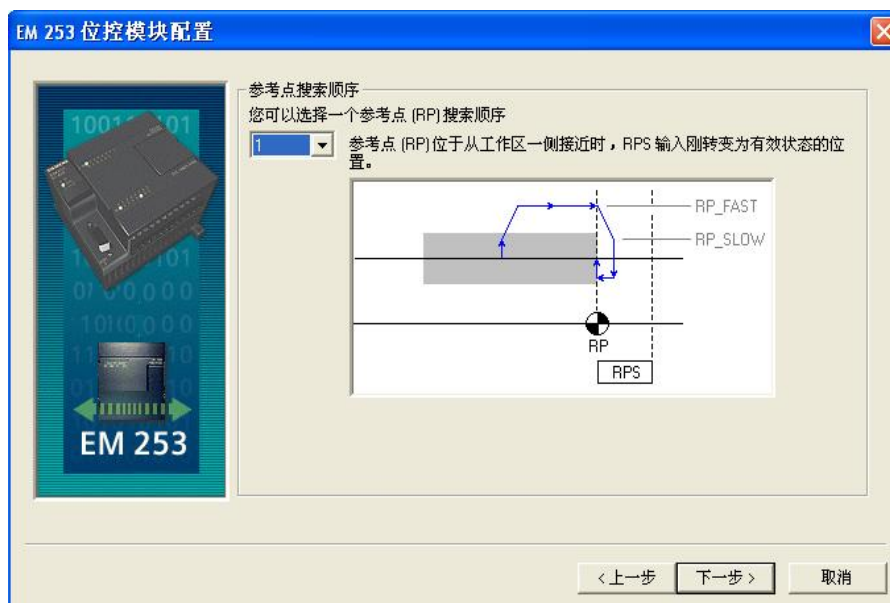 EM 253 位控模块配置
参考点搜索顺序
您可以选择一个参考点 (RP) 搜索顺序
1
参考点 (RP) 位于从工作区一侧接近时，RPS 输入刚转变为有效状态的位
置。
RP_FAST
RP_SLOW
RP
RPS
EM 253
<上一步
下一步>
取消